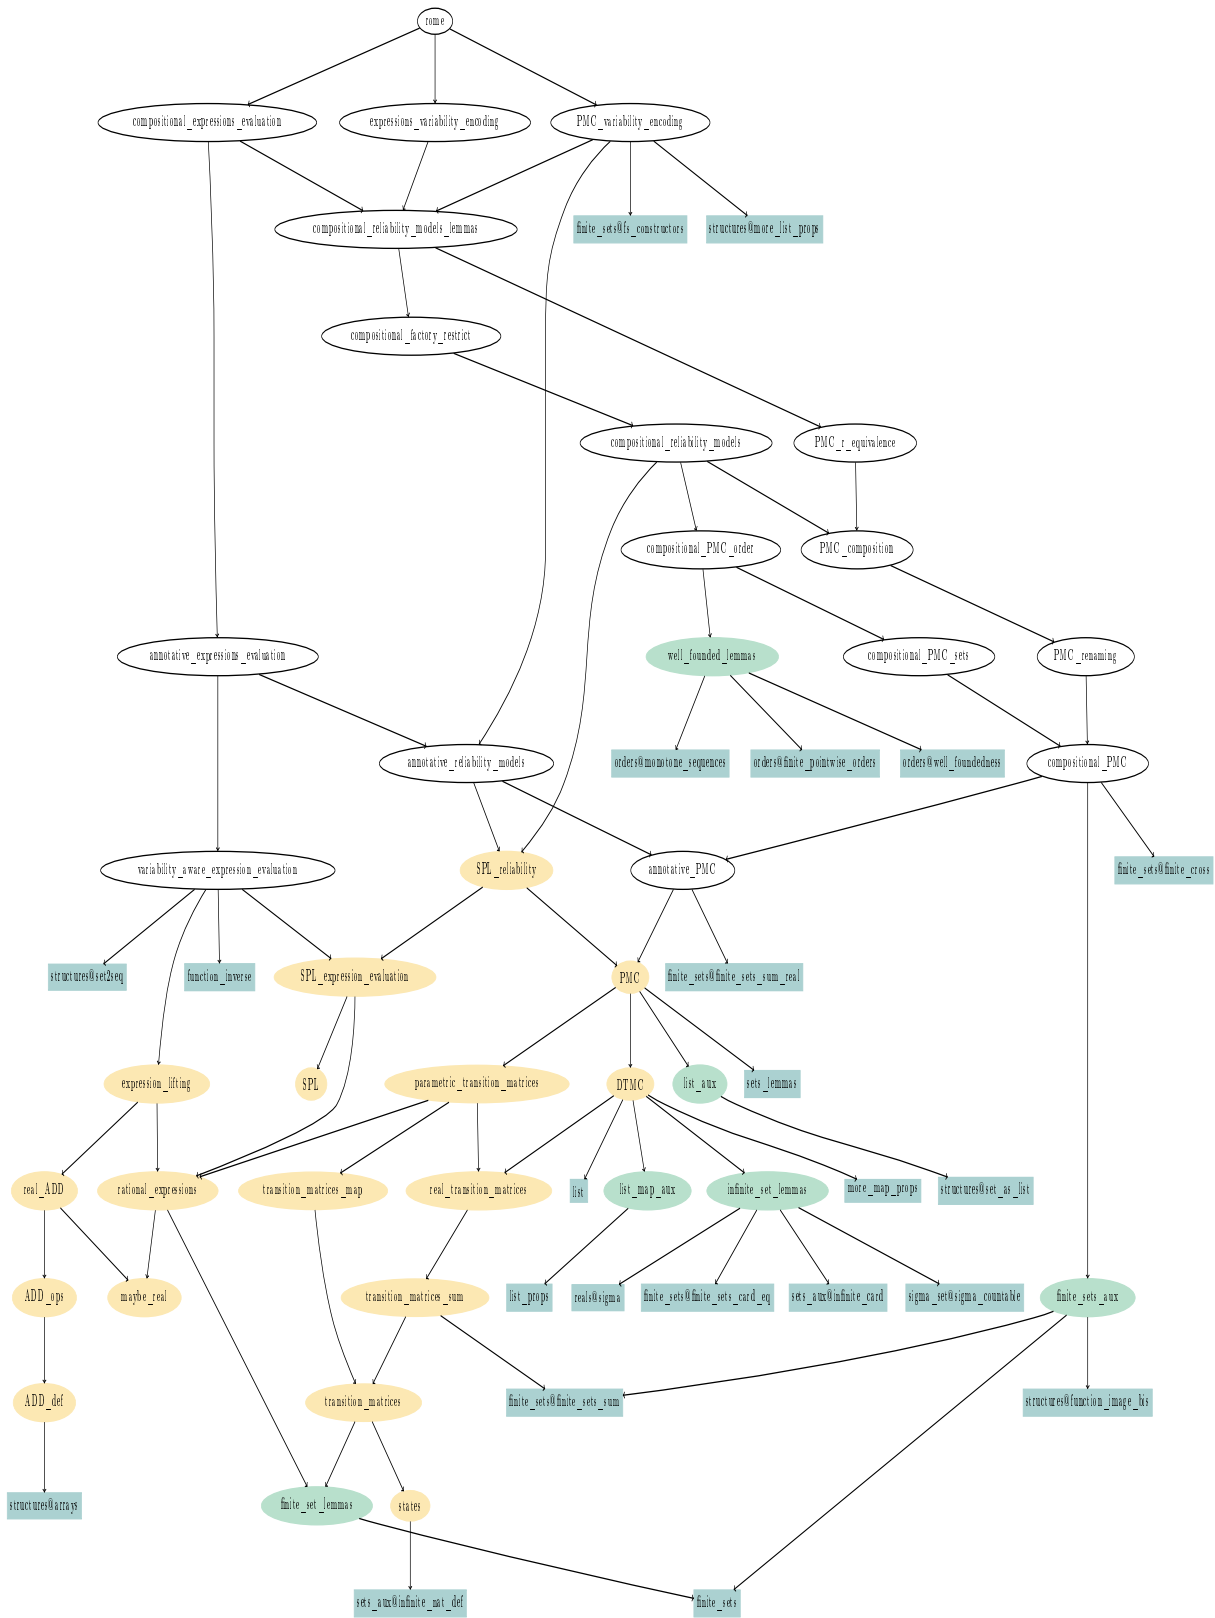 rome
compositional_expressions_evaluation
expressions_variability_encoding
PMC_variability_encoding
compositional_reliability_models_lemmas
finite_sets@fs_constructors
structures@more_list_props
compositional_factory_restrict
compositional_reliability_models
PMC_r_equivalence
compositional_PMC_order
PMC_composition
annotative_expressions_evaluation
well_founded_lemmas
compositional_PMC_sets
PMC_renaming
annotative_reliability_models
orders@monotone_sequences
orders@finite_pointwise_orders
orders@well_foundedness
compositional_PMC
variability_aware_expression_evaluation
SPL_reliability
annotative_PMC
finite_sets@finite_cross
structures@set2seq
function_inverse
SPL_expression_evaluation
PMC
finite_sets@finite_sets_sum_real
expression_lifting
SPL
parametric_transition_matrices
DTMC
list_aux
sets_lemmas
real_ADD
rational_expressions
transition_matrices_map
real_transition_matrices
list
list_map_aux
infinite_set_lemmas
more_map_props
structures@set_as_list
ADD_ops
maybe_real
transition_matrices_sum
list_props
reals@sigma
finite_sets@finite_sets_card_eq
sets_aux@infinite_card
sigma_set@sigma_countable
finite_sets_aux
ADD_def
transition_matrices
finite_sets@finite_sets_sum
structures@function_image_bis
structures@arrays
finite_set_lemmas
states
sets_aux@infinite_nat_def
finite_sets